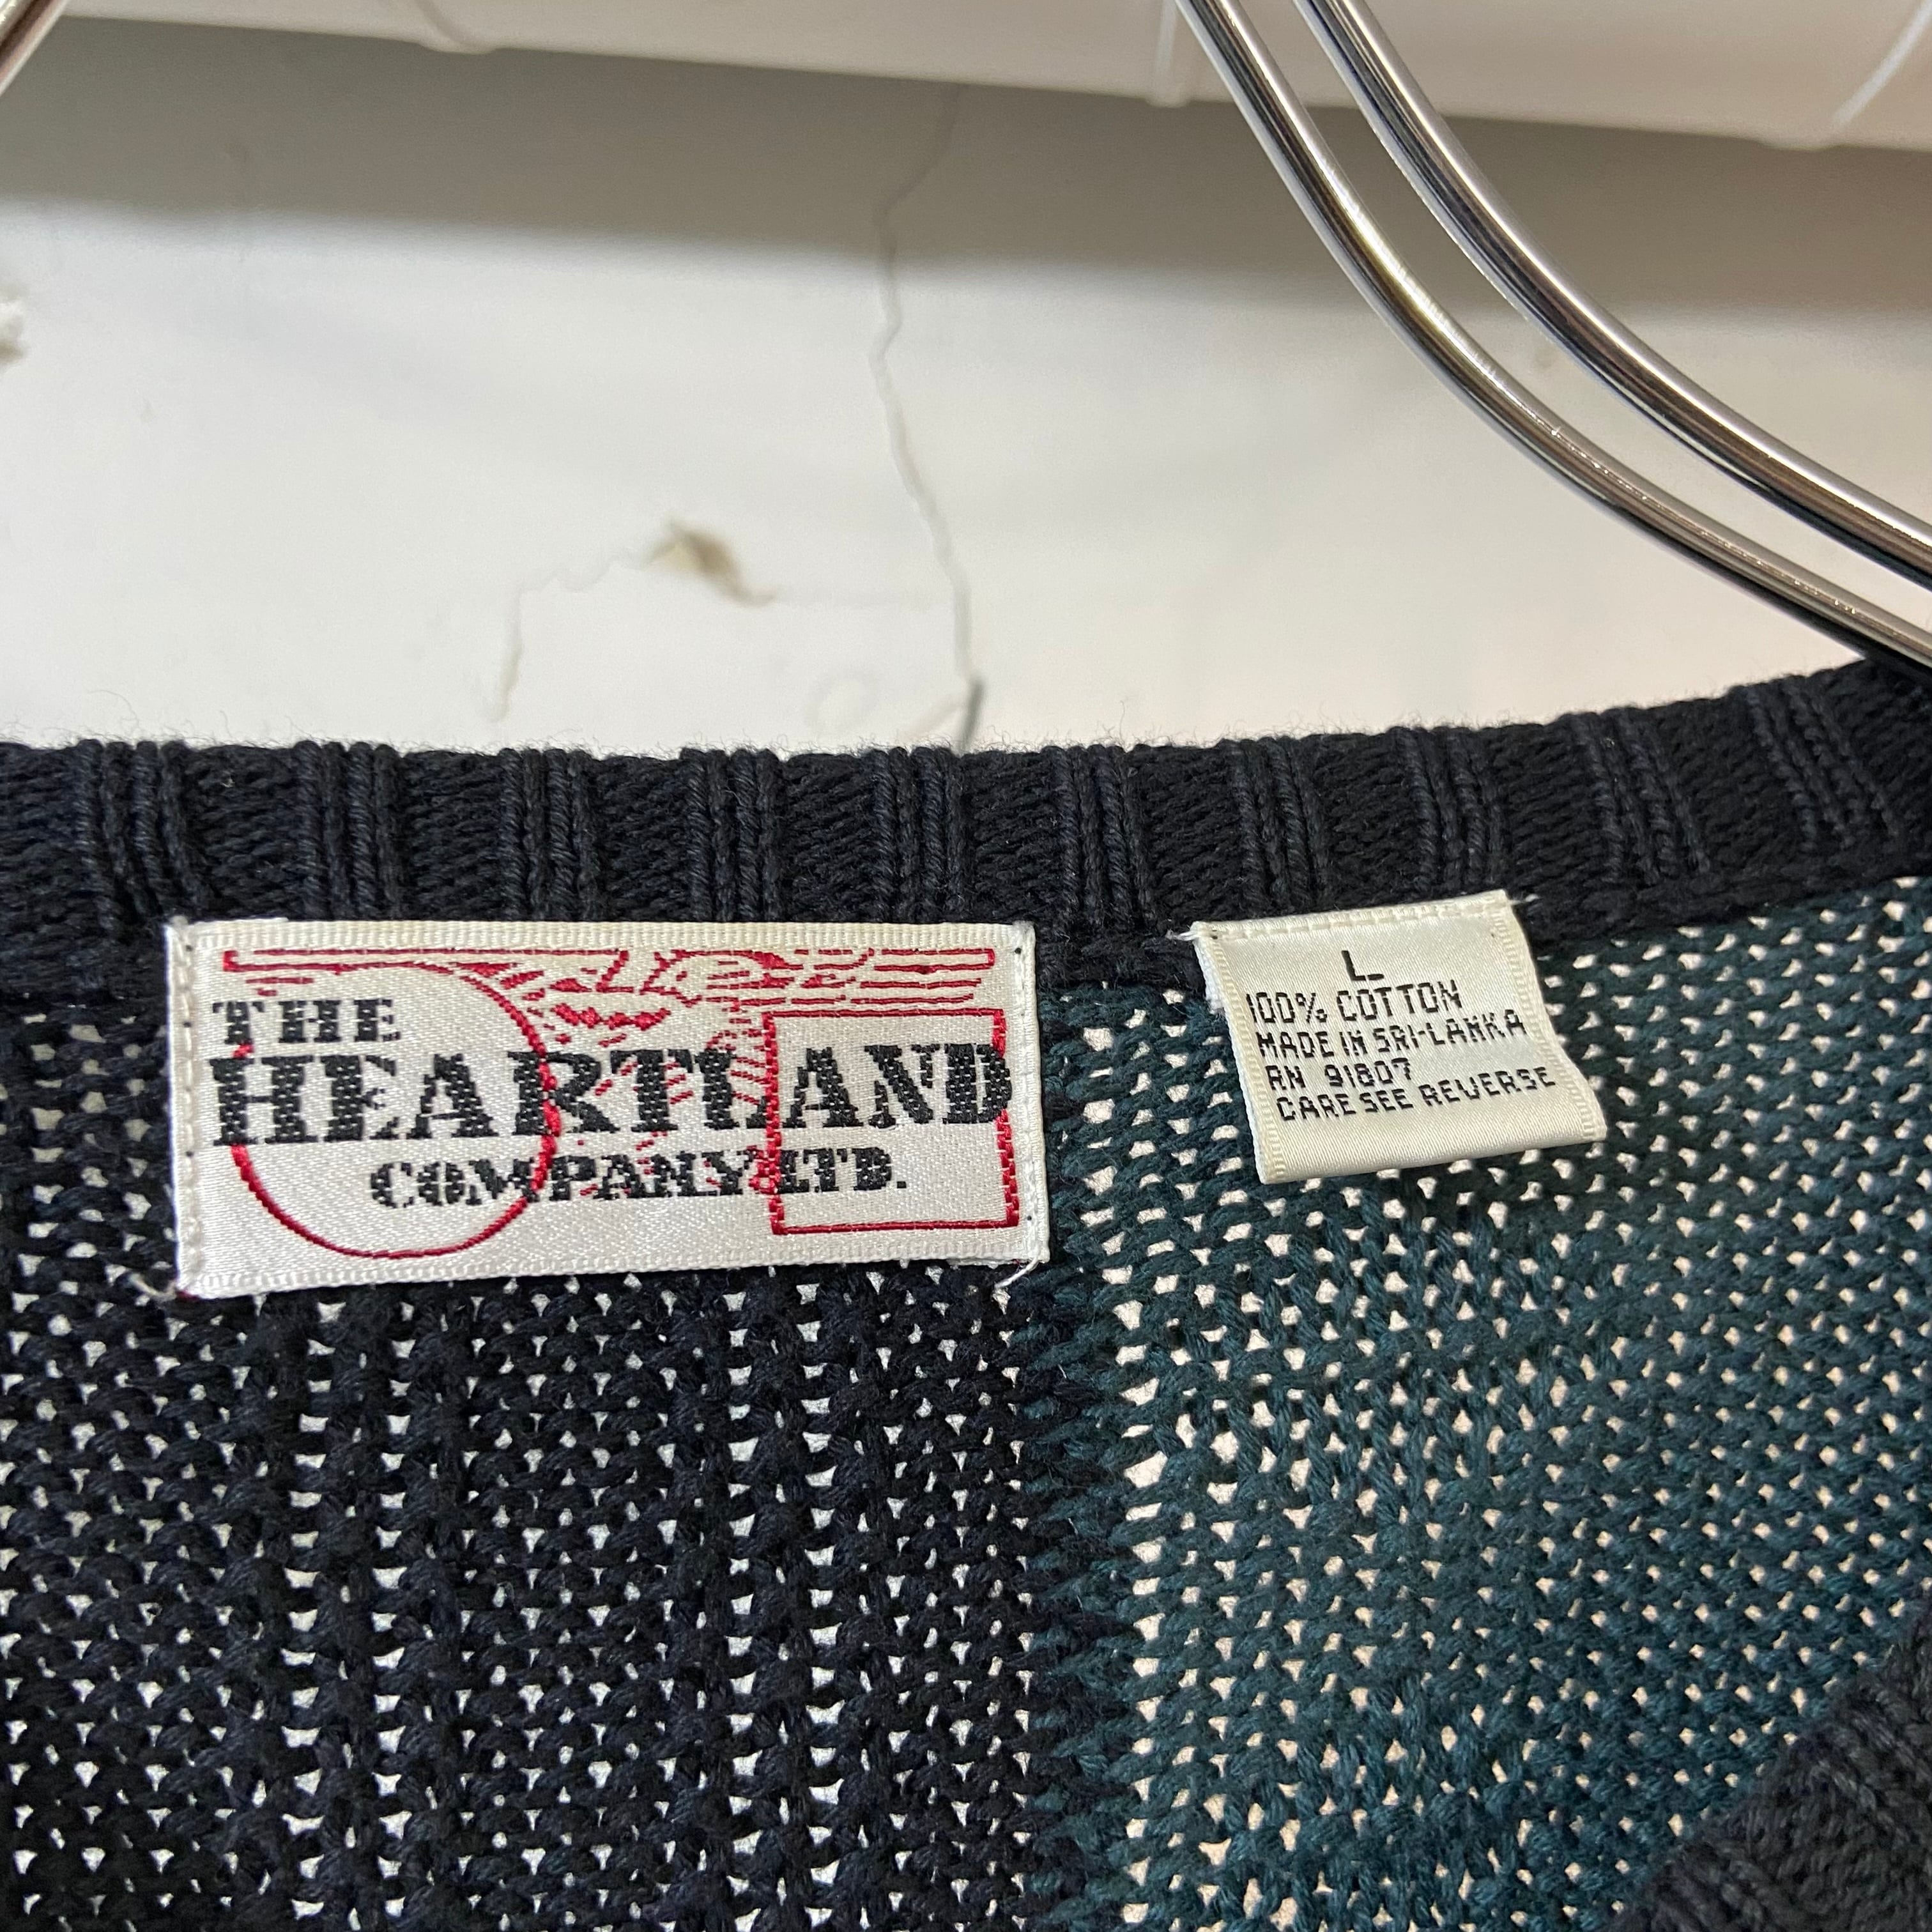 THE
HEARTLAND
COMPANY LTD.
L
100% COTTON
MADE IN SRI-LANKA
RN 91807
CARE SEE REVERSE